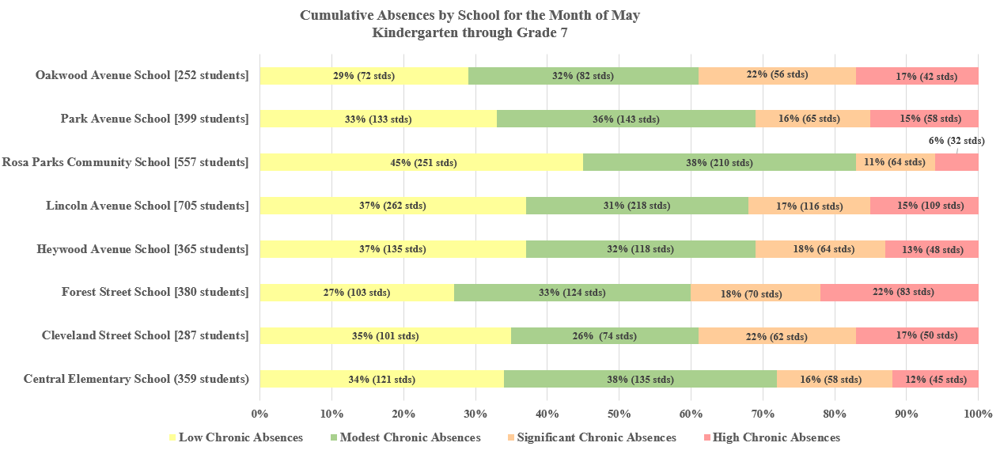 Cumulative Absences by School for the Month of May
Kindergarten through Grade 7
Oakwood Avenue School [252 students] 29% (72 stds) 32% (82 stds) 22% (56 stds) 17% (42 stds)
Park Avenue School [399 students] 33% (133 stds) 36% (143 stds) 16% (65 stds) 15% (58 stds)
6% (32 stds)
Rosa Parks Community School [557 students] 45% (251 stds) 38% (210 stds) 11% (64 stds)
Lincoln Avenue School [705 students] 37% (262 stds) 31% (218 stds) 17% (116 stds) 15% (109 stds)
Heywood Avenue School [365 students] 37% (135 stds) 32% (118 stds) 18% (64 stds) 13% (48 stds)
Forest Street School [380 students] 27% (103 stds) 33% (124 stds) 18% (70 stds) 22% (83 stds)
Cleveland Street School [287 students] 35% (101 stds) 26% (74 stds) 22% (62 stds) 17% (50 stds)
Central Elementary School (359 students) 34% (121 stds) 38% (135 stds) 16% (58 stds) 12% (45 stds)
0% 10% 20% 30% 40% 50% 60% 70% 80% 90% 100%
Low Chronic Absences Modest Chronic Absences Significant Chronic Absences High Chronic Absences